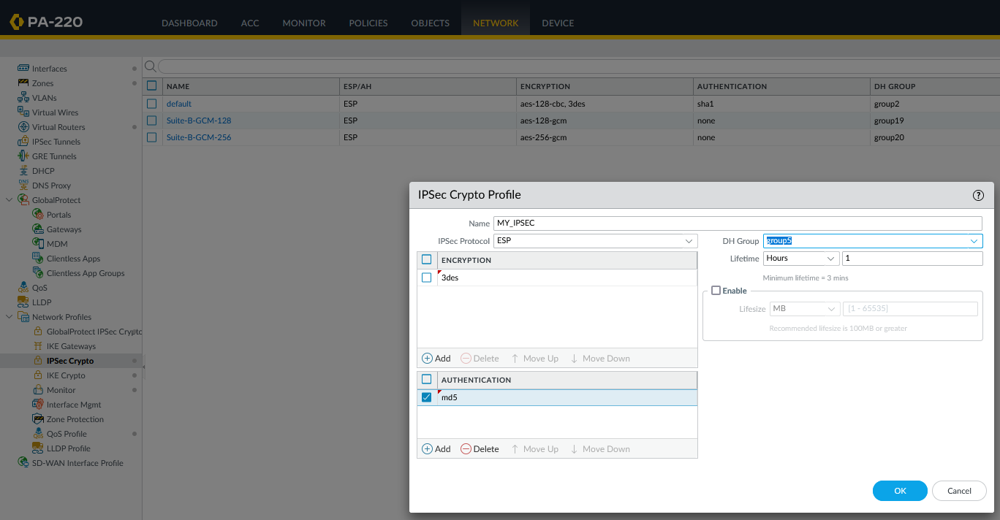 PA-220
DASHBOARD ACC MONITOR POLICIES OBJECTS NETWORK DEVICE
Interfaces
Zones
VLANs
Virtual Wires
Virtual Routers
IPSec Tunnels
GRE Tunnels
DHCP
DNS Proxy
GlobalProtect
Portals
Gateways
MDM
Clientless Apps
Clientless App Groups
QoS
LLDP
Network Profiles
GlobalProtect IPSec Crypto
IKE Gateways
IPSec Crypto
IKE Crypto
Monitor
Interface Mgmt
Zone Protection
QoS Profile
LLDP Profile
SD-WAN Interface Profile
NAME ESP/AH ENCRYPTION AUTHENTICATION DH GROUP
default ESP aes-128-cbc, 3des sha1 group2
Suite-B-GCM-128 ESP aes-128-gcm none group19
Suite-B-GCM-256 ESP aes-256-gcm none group20
IPSec Crypto Profile
Name MY_IPSEC
IPSec Protocol ESP
DH Group group5
Lifetime Hours 1
Minimum lifetime = 3 mins
Enable
Lifesize MB [1 - 65535]
Recommended lifesize is 100MB or greater
ENCRYPTION
3des
Add Delete Move Up Move Down
AUTHENTICATION
md5
Add Delete Move Up Move Down
OK Cancel